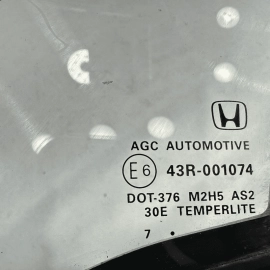 AGC AUTOMOTIVE
E6 43R-001074
DOT-376 M2H5 AS2
30E TEMPERLITE
7 .